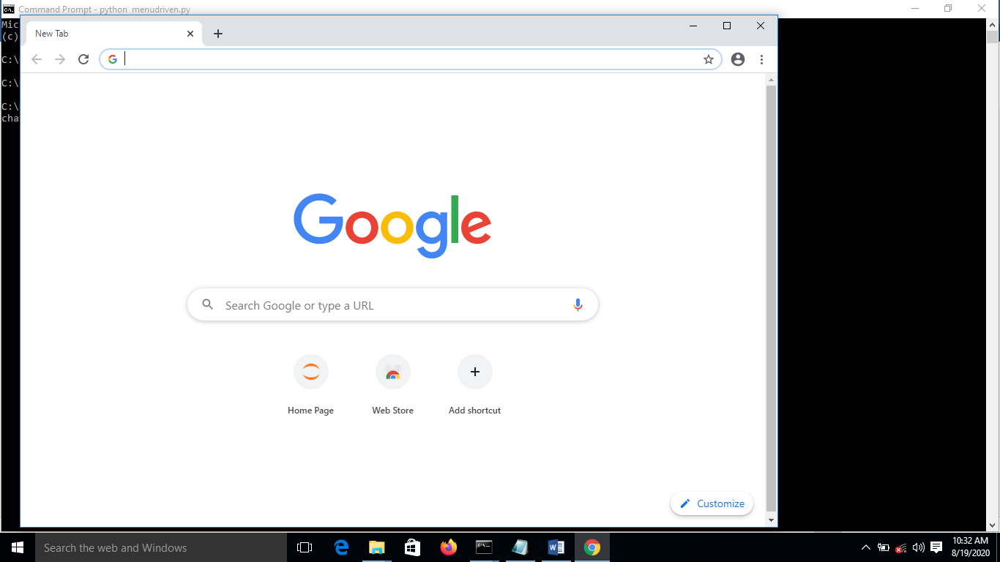 Command Prompt - python  menudriven.py
Mic
(c)
C:\
C:\
C:\
cha
New Tab
Google
Search Google or type a URL
Home Page
Web Store
Add shortcut
Customize
Search the web and Windows
10:32 AM
8/19/2020